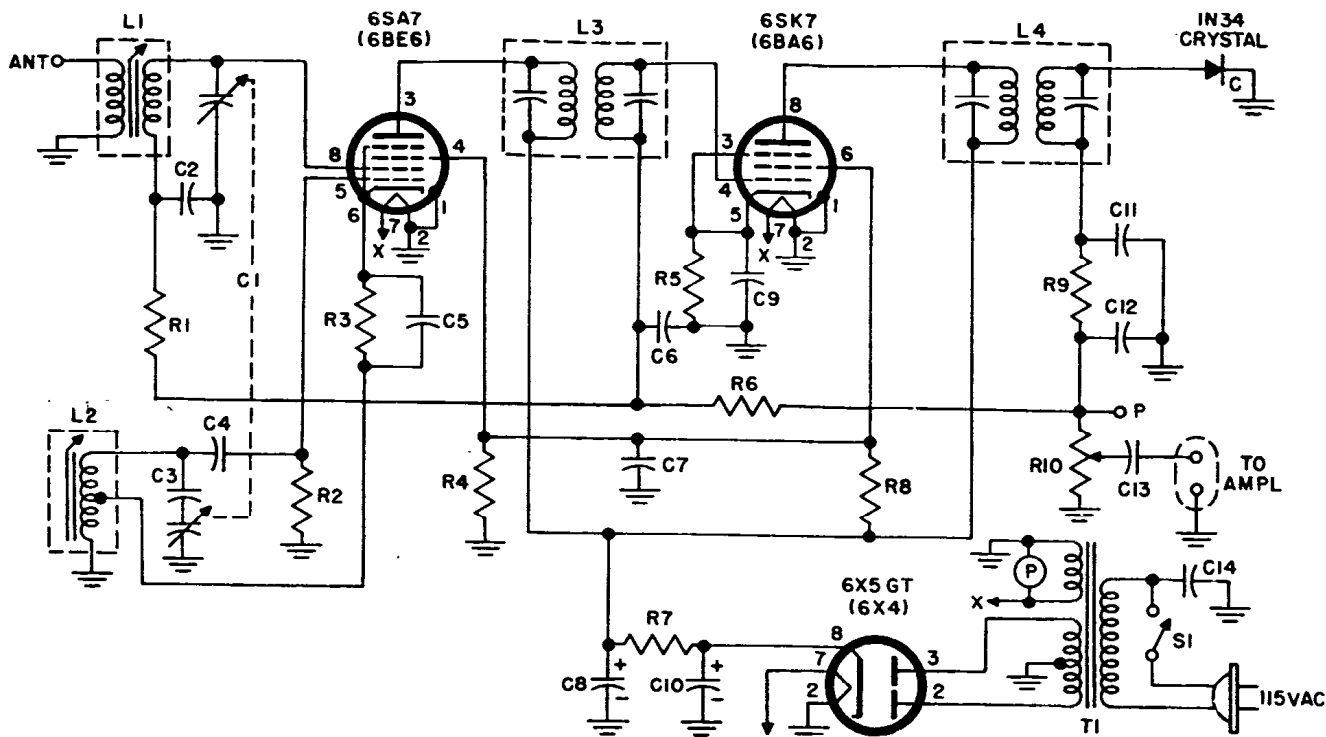 L1
6SA7
(6BE6)
L3
6SK7
(6BA6)
L4
IN34
CRYSTAL
ANT
C
3
8
8
4
3
6
5
4
6
1
5
1
7
2
7
2
X
X
C2
C1
R1
R3
C5
R5
C9
C6
C11
R9
C12
R6
P
L2
C4
C3
R2
R4
C7
R8
R10
C13
TO
AMPL
6X5 GT
(6X4)
P
X
C14
S1
R7
8
7
3
2
2
C8
+
-
C10
+
-
T1
115VAC